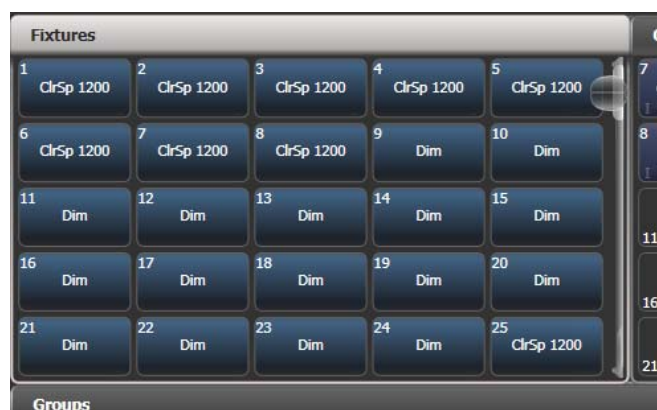 Fixtures
1 2 3 4 5 7
ClrSp 1200 ClrSp 1200 ClrSp 1200 ClrSp 1200 ClrSp 1200
I
6 7 8 9 10 8
ClrSp 1200 ClrSp 1200 ClrSp 1200 Dim Dim
I
11 12 13 14 15
Dim Dim Dim Dim Dim
11
16 17 18 19 20
Dim Dim Dim Dim Dim
16
21 22 23 24 25
Dim Dim Dim Dim ClrSp 1200
21
Groups